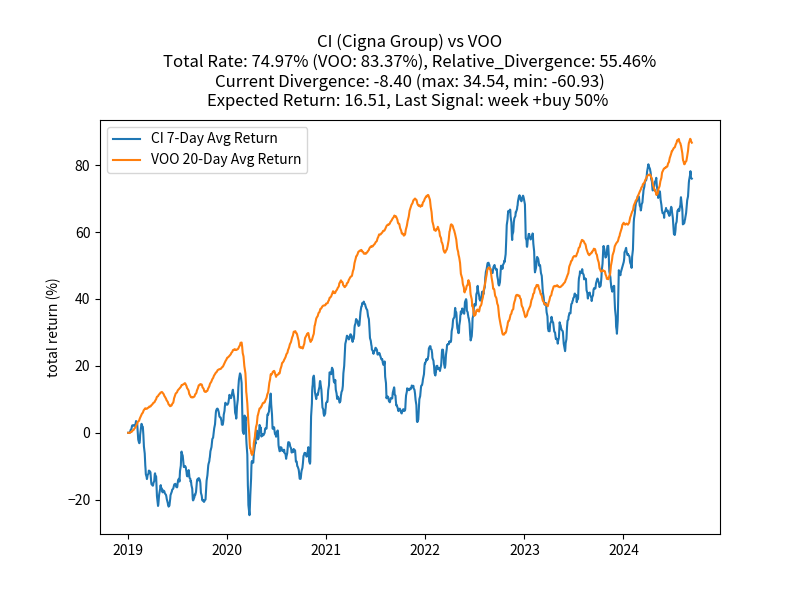 CI (Cigna Group) vs VOO
Total Rate: 74.97% (VOO: 83.37%), Relative_Divergence: 55.46%
Current Divergence: -8.40 (max: 34.54, min: -60.93)
Expected Return: 16.51, Last Signal: week +buy 50%
CI 7-Day Avg Return
VOO 20-Day Avg Return
total return (%)
80
60
40
20
0
−20
2019 2020 2021 2022 2023 2024